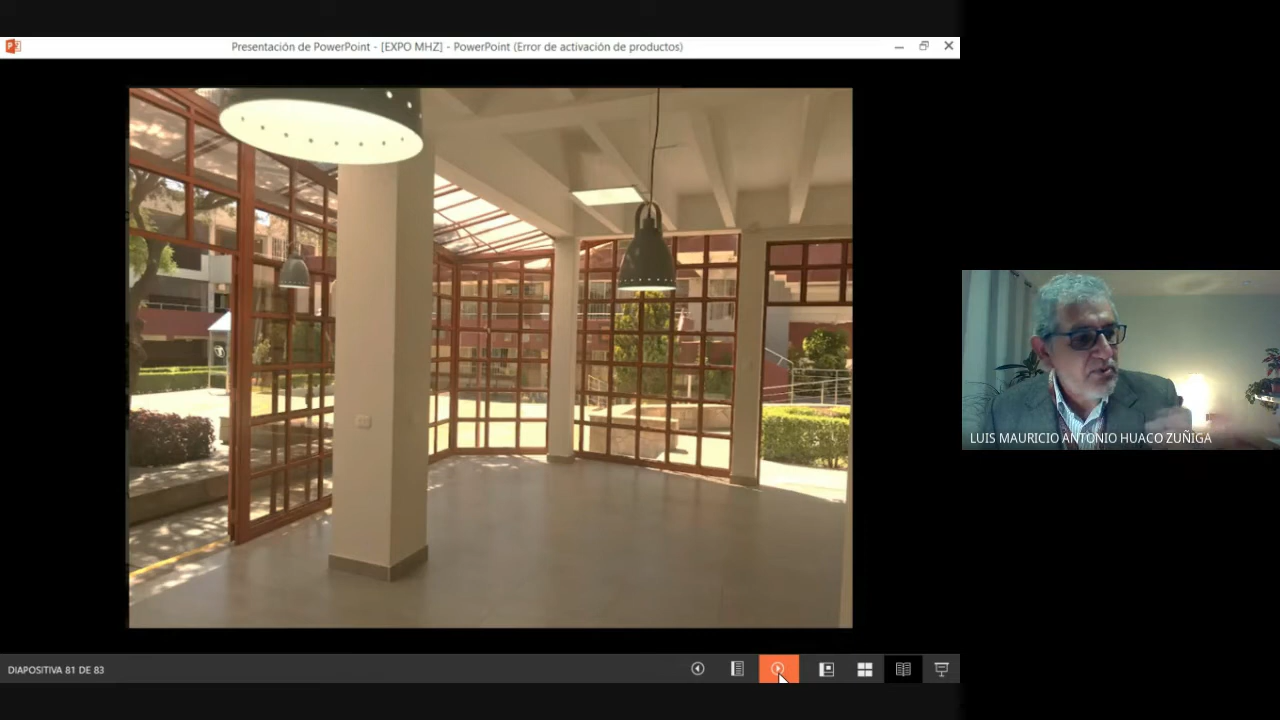 Presentación de PowerPoint - [EXPO MHZ] - PowerPoint (Error de activación de productos)
LUIS MAURICIO ANTONIO HUACO ZUÑIGA
DIAPOSITIVA 81 DE 83